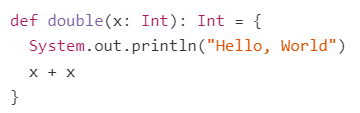 def double(x: Int): Int = {
  System.out.println("Hello, World")
  x + x
}